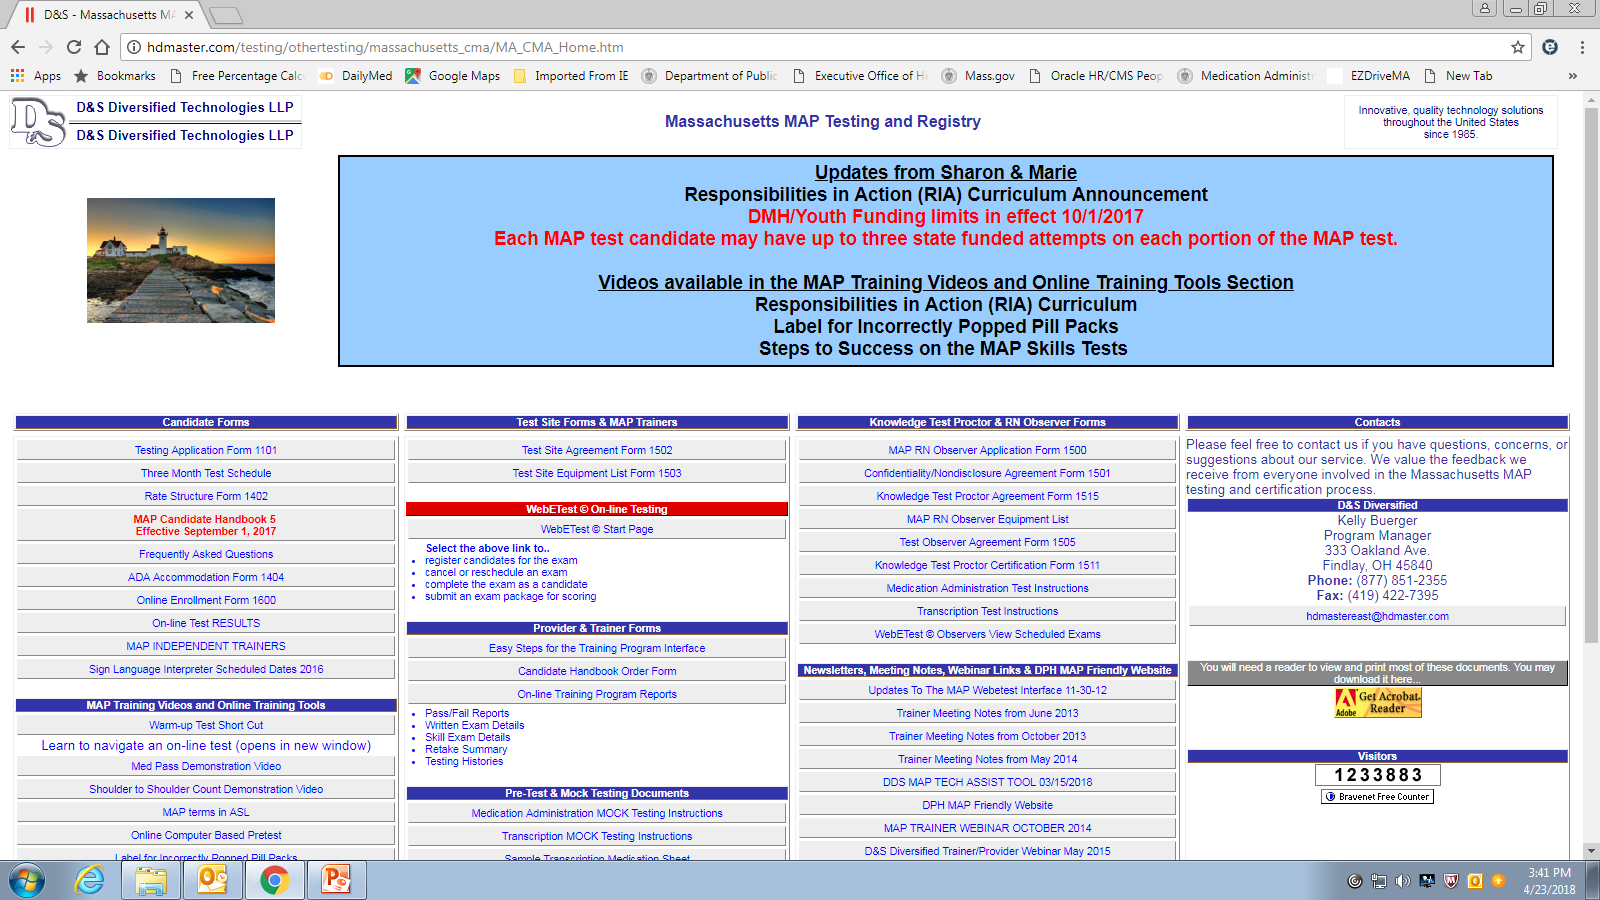 D&S - Massachusetts MA
hdmaster.com/testing/othertesting/massachusetts_cma/MA_CMA_Home.htm
Apps Bookmarks Free Percentage Calc DailyMed Google Maps Imported From IE Department of Public Executive Office of H Mass.gov Oracle HR/CMS Peop Medication Administr EZDriveMA New Tab »
D&S
D&S Diversified Technologies LLP
D&S Diversified Technologies LLP
Massachusetts MAP Testing and Registry
Innovative, quality technology solutions
throughout the United States
since 1985.
Updates from Sharon & Marie
Responsibilities in Action (RIA) Curriculum Announcement
DMH/Youth Funding limits in effect 10/1/2017
Each MAP test candidate may have up to three state funded attempts on each portion of the MAP test.
Videos available in the MAP Training Videos and Online Training Tools Section
Responsibilities in Action (RIA) Curriculum
Label for Incorrectly Popped Pill Packs
Steps to Success on the MAP Skills Tests
Candidate Forms
Testing Application Form 1101
Three Month Test Schedule
Rate Structure Form 1402
MAP Candidate Handbook 5
Effective September 1, 2017
Frequently Asked Questions
ADA Accommodation Form 1404
Online Enrollment Form 1600
On-line Test RESULTS
MAP INDEPENDENT TRAINERS
Sign Language Interpreter Scheduled Dates 2016
MAP Training Videos and Online Training Tools
Warm-up Test Short Cut
Learn to navigate an on-line test (opens in new window)
Med Pass Demonstration Video
Shoulder to Shoulder Count Demonstration Video
MAP terms in ASL
Online Computer Based Pretest
Label for Incorrectly Popped Pill Packs
Test Site Forms & MAP Trainers
Test Site Agreement Form 1502
Test Site Equipment List Form 1503
WebETest © On-line Testing
WebETest © Start Page
Select the above link to..
• register candidates for the exam
• cancel or reschedule an exam
• complete the exam as a candidate
• submit an exam package for scoring
Provider & Trainer Forms
Easy Steps for the Training Program Interface
Candidate Handbook Order Form
On-line Training Program Reports
• Pass/Fail Reports
• Written Exam Details
• Skill Exam Details
• Retake Summary
• Testing Histories
Pre-Test & Mock Testing Documents
Medication Administration MOCK Testing Instructions
Transcription MOCK Testing Instructions
Sample Transcription Medication Sheet
Knowledge Test Proctor & RN Observer Forms
MAP RN Observer Application Form 1500
Confidentiality/Nondisclosure Agreement Form 1501
Knowledge Test Proctor Agreement Form 1515
MAP RN Observer Equipment List
Test Observer Agreement Form 1505
Knowledge Test Proctor Certification Form 1511
Medication Administration Test Instructions
Transcription Test Instructions
WebETest © Observers View Scheduled Exams
Newsletters, Meeting Notes, Webinar Links & DPH MAP Friendly Website
Updates To The MAP Webetest Interface 11-30-12
Trainer Meeting Notes from June 2013
Trainer Meeting Notes from October 2013
Trainer Meeting Notes from May 2014
DDS MAP TECH ASSIST TOOL 03/15/2018
DPH MAP Friendly Website
MAP TRAINER WEBINAR OCTOBER 2014
D&S Diversified Trainer/Provider Webinar May 2015
Contacts
Please feel free to contact us if you have questions, concerns, or
suggestions about our service. We value the feedback we
receive from everyone involved in the Massachusetts MAP
testing and certification process.
D&S Diversified
Kelly Buerger
Program Manager
333 Oakland Ave.
Findlay, OH 45840
Phone: (877) 851-2355
Fax: (419) 422-7395
hdmastereast@hdmaster.com
You will need a reader to view and print most of these documents. You may
download it here...
Adobe Get Acrobat Reader
Visitors
1233883
Bravenet Free Counter
3:41 PM
4/23/2018